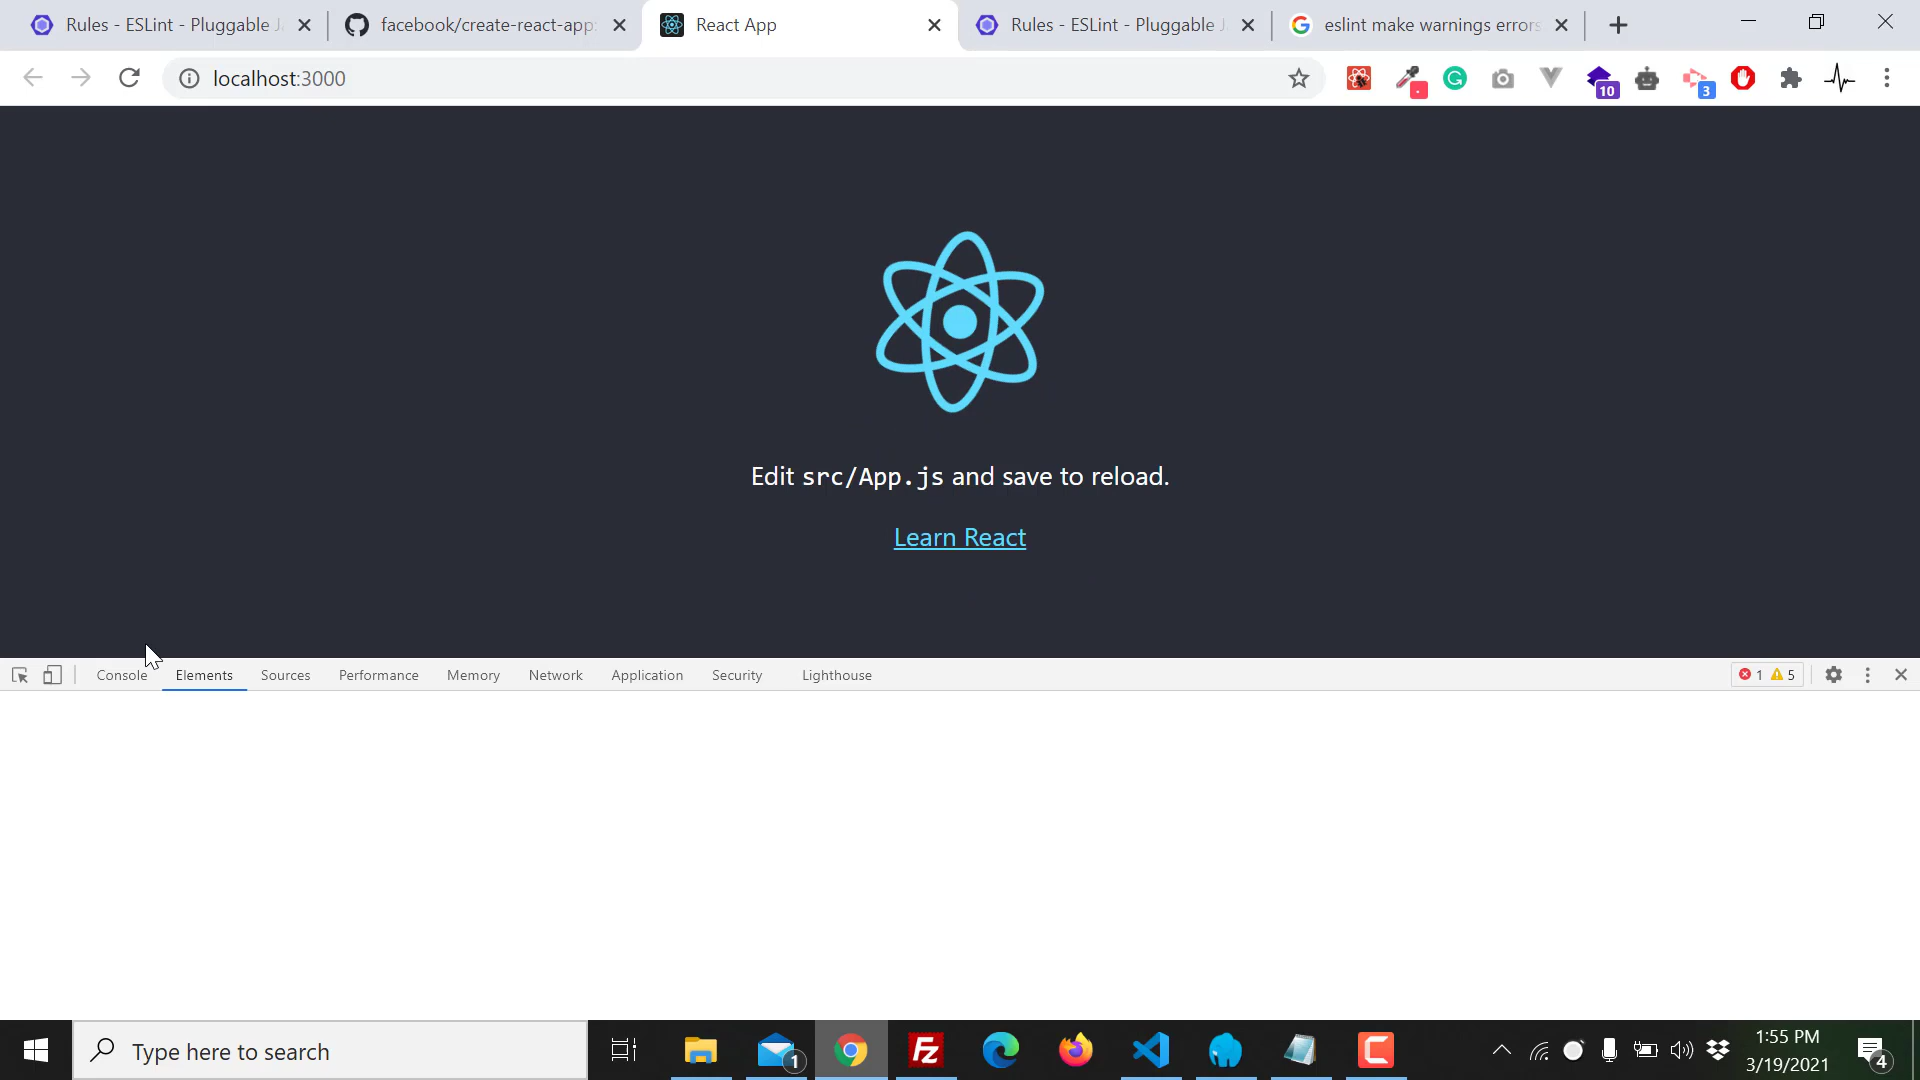 Rules - ESLint - Pluggable J
facebook/create-react-app:
React App
Rules - ESLint - Pluggable J
eslint make warnings errors
localhost:3000
10
3
Edit src/App.js and save to reload.
Learn React
Console
Elements
Sources
Performance
Memory
Network
Application
Security
Lighthouse
1
5
Type here to search
1
Fz
C
1:55 PM
3/19/2021
4